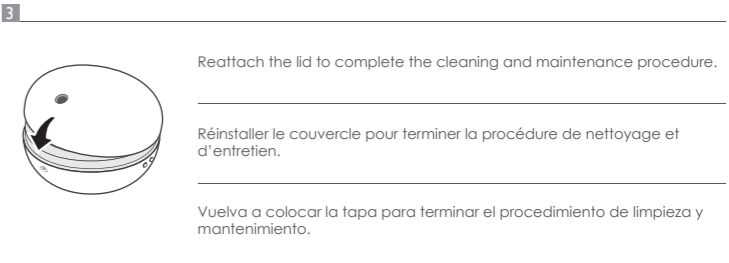 3
Reattach the lid to complete the cleaning and maintenance procedure.
Réinstaller le couvercle pour terminer la procédure de nettoyage et
d'entretien.
Vuelva a colocar la tapa para terminar el procedimiento de limpieza y
mantenimiento.